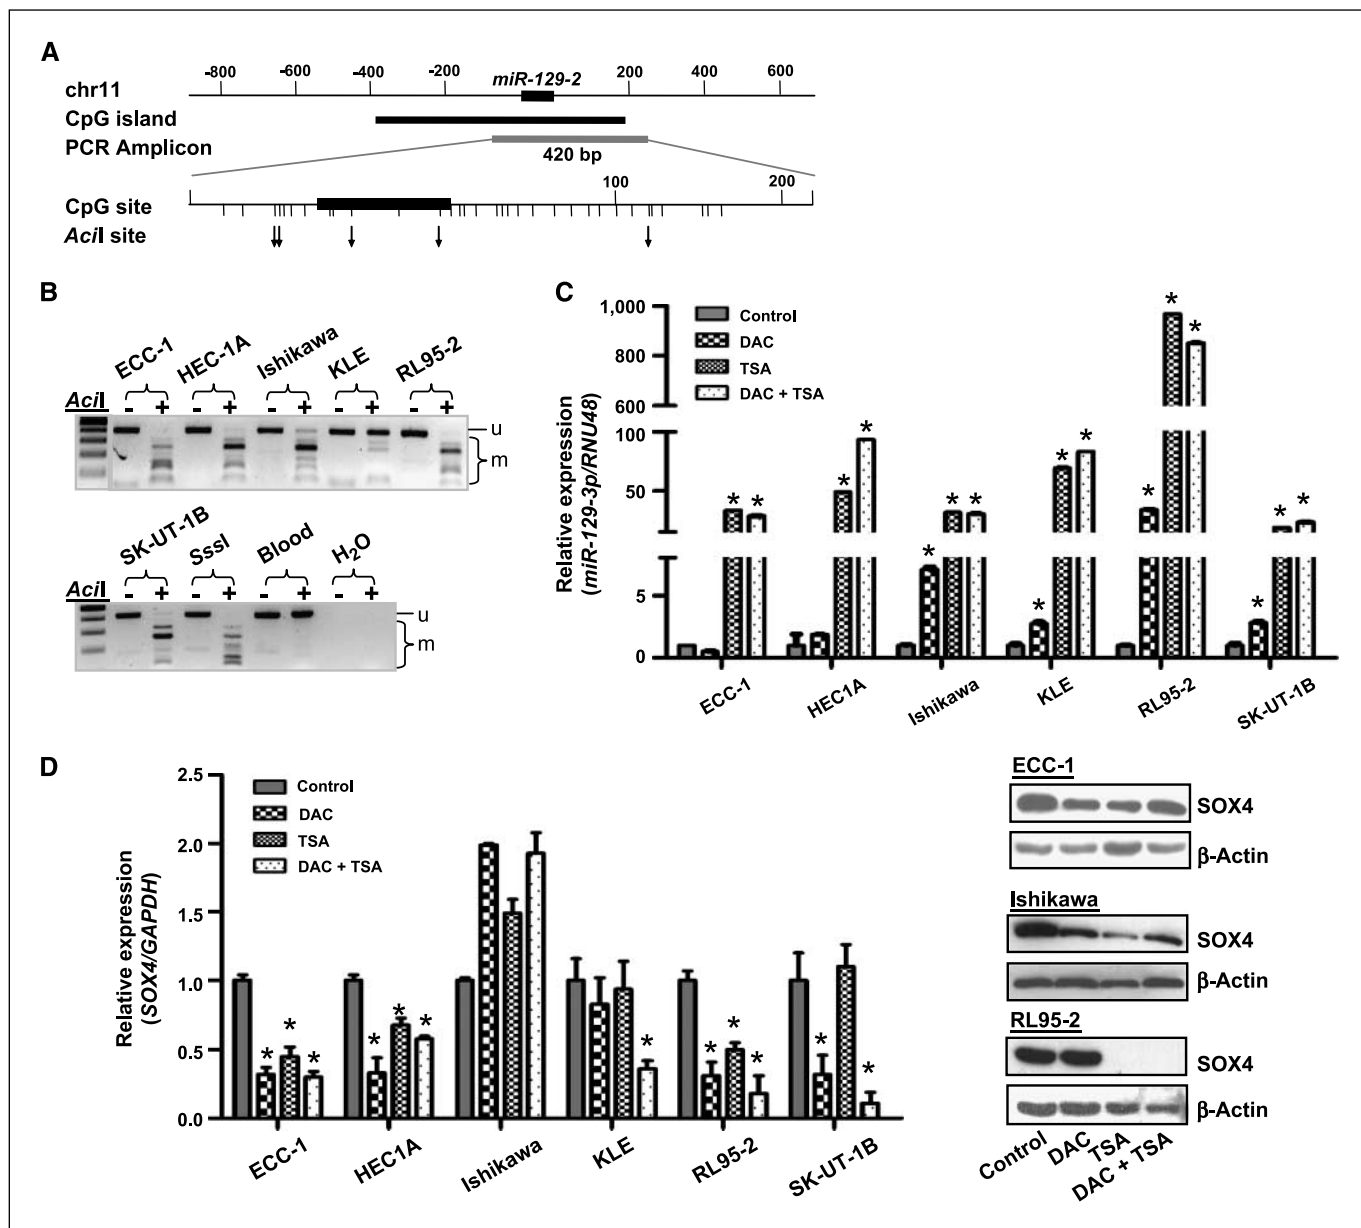 A
-800 -600 -400 -200 miR-129-2 200 400 600
chr11
CpG island
PCR Amplicon
420 bp
100 200
CpG site
AciI site
B
ECC-1 HEC-1A Ishikawa KLE RL95-2
AciI - + - + - + - + - +
u
m
SK-UT-1B SssI Blood H2O
AciI - + - + - + - +
u
m
C
Relative expression
(miR-129-3p/RNU48)
1,000
800
600
100
50
5
0
Control
DAC
TSA
DAC + TSA
* * * * * * * * * * * * * * * *
ECC-1 HEC1A Ishikawa KLE RL95-2 SK-UT-1B
D
Relative expression
(SOX4/GAPDH)
2.5
2.0
1.5
1.0
0.5
0.0
Control
DAC
TSA
DAC + TSA
* * * * * * * * * * * *
ECC-1 HEC1A Ishikawa KLE RL95-2 SK-UT-1B
ECC-1
SOX4
β-Actin
Ishikawa
SOX4
β-Actin
RL95-2
SOX4
β-Actin
Control DAC TSA DAC + TSA